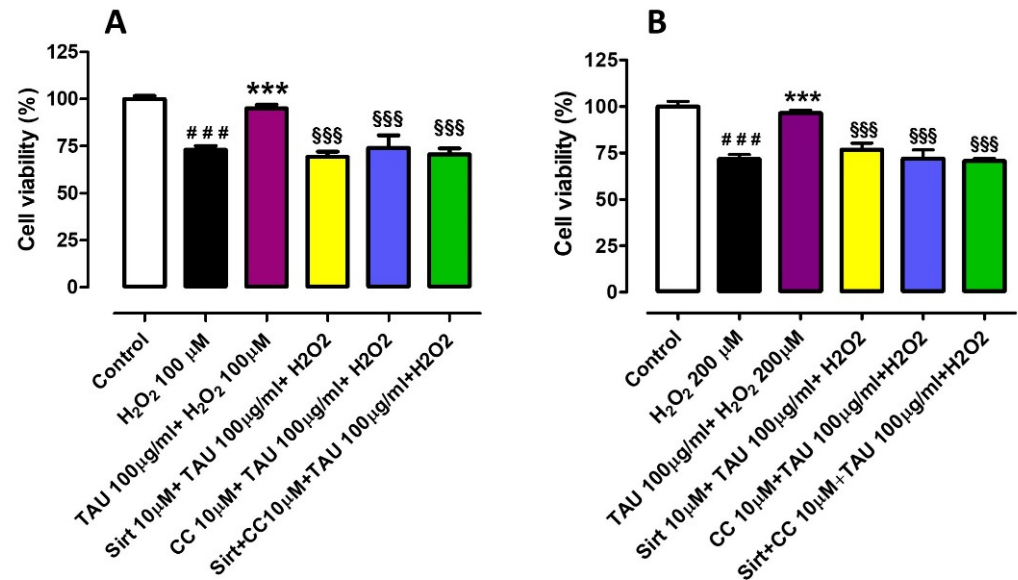 A
Cell viability (%)
125
100
75
50
25
0
# # #
***
§§§
§§§
§§§
Control
H₂O₂ 100 μM
TAU 100μg/ml+ H₂O₂ 100μM
Sirt 10μM+ TAU 100μg/ml+ H2O2
CC 10μM+ TAU 100μg/ml+ H2O2
Sirt+CC10μM+TAU 100μg/ml+H2O2
B
Cell viability (%)
125
100
75
50
25
0
# # #
***
§§§
§§§
§§§
Control
H₂O₂ 200 μM
TAU 100μg/ml+ H₂O₂ 200μM
Sirt 10μM+ TAU 100μg/ml+ H2O2
CC 10μM+TAU 100μg/ml+H2O2
Sirt+CC 10μM+TAU 100μg/ml+H2O2